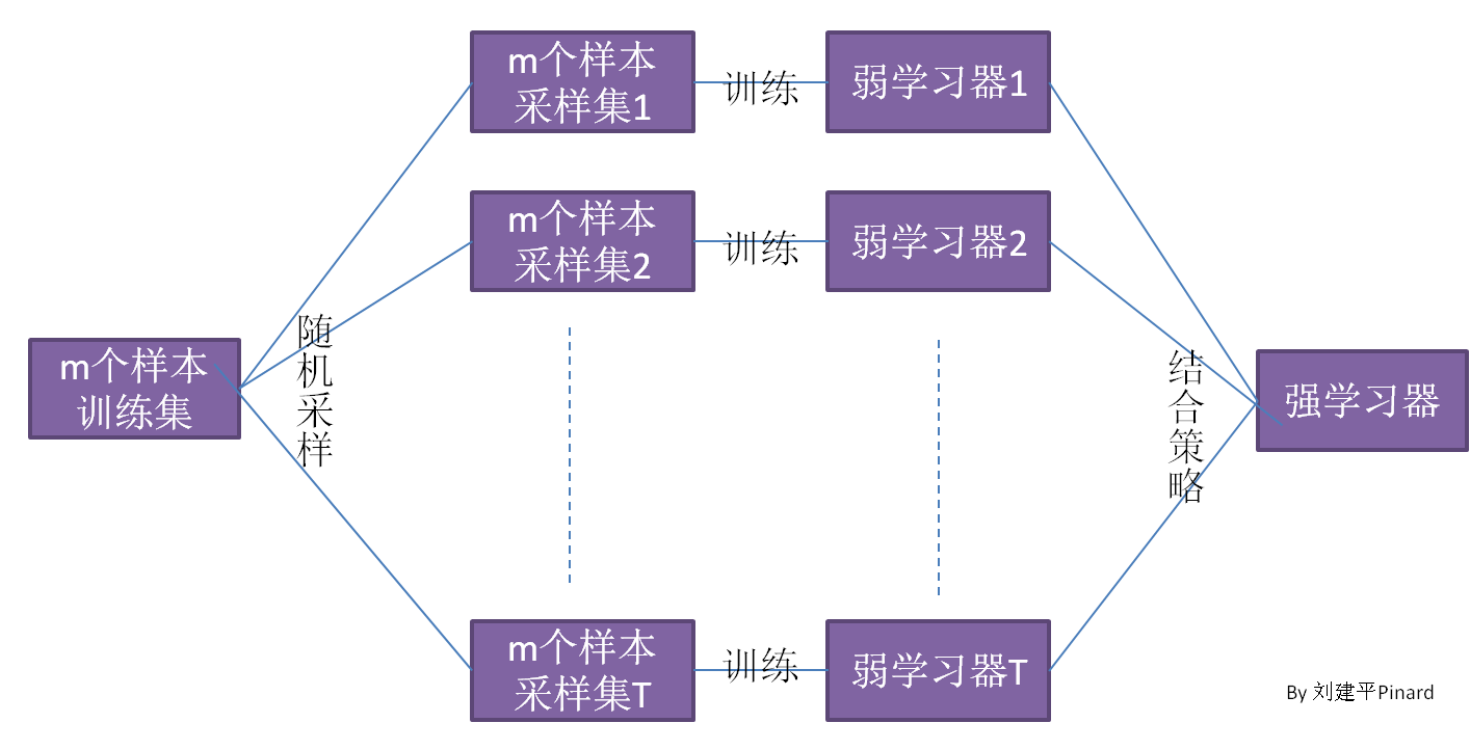 m个样本
采样集1
训练
弱学习器1
m个样本
采样集2
训练
弱学习器2
m个样本
训练集
随机采样
结合策略
强学习器
m个样本
采样集T
训练
弱学习器T
By 刘建平Pinard